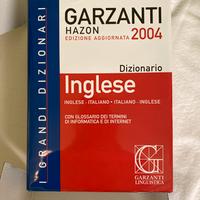 I GRANDI DIZIONARI
GARZANTI
HAZON
EDIZIONE AGGIORNATA 2004
Dizionario
Inglese
INGLESE - ITALIANO • ITALIANO - INGLESE
CON GLOSSARIO DEI TERMINI
DI INFORMATICA E DI INTERNET
GARZANTI
LINGUISTICA